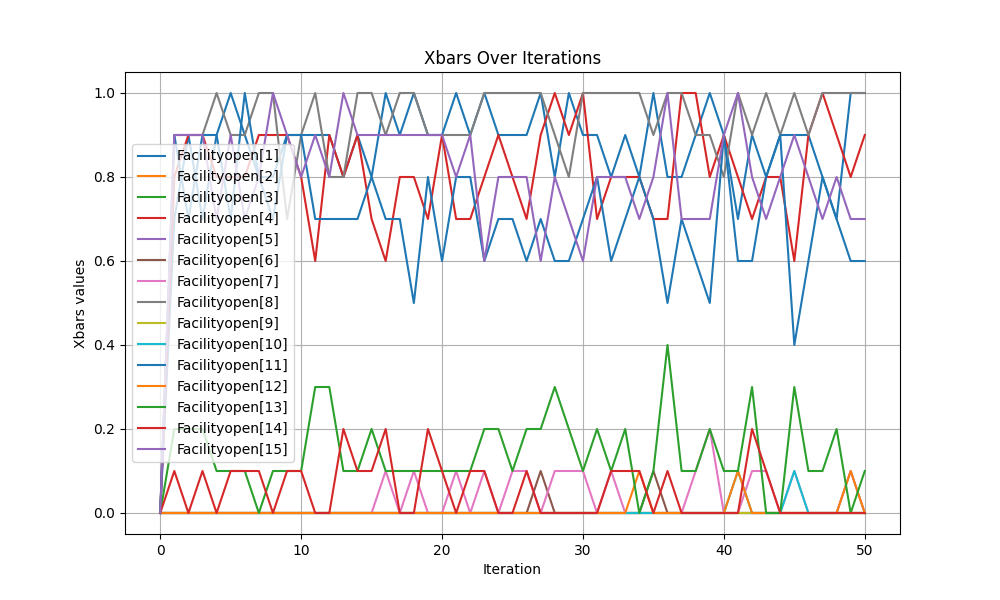 Xbars Over Iterations
1.0
0.8
0.6
0.4
0.2
0.0
Xbars values
Facilityopen[1]
Facilityopen[2]
Facilityopen[3]
Facilityopen[4]
Facilityopen[5]
Facilityopen[6]
Facilityopen[7]
Facilityopen[8]
Facilityopen[9]
Facilityopen[10]
Facilityopen[11]
Facilityopen[12]
Facilityopen[13]
Facilityopen[14]
Facilityopen[15]
0 10 20 30 40 50
Iteration